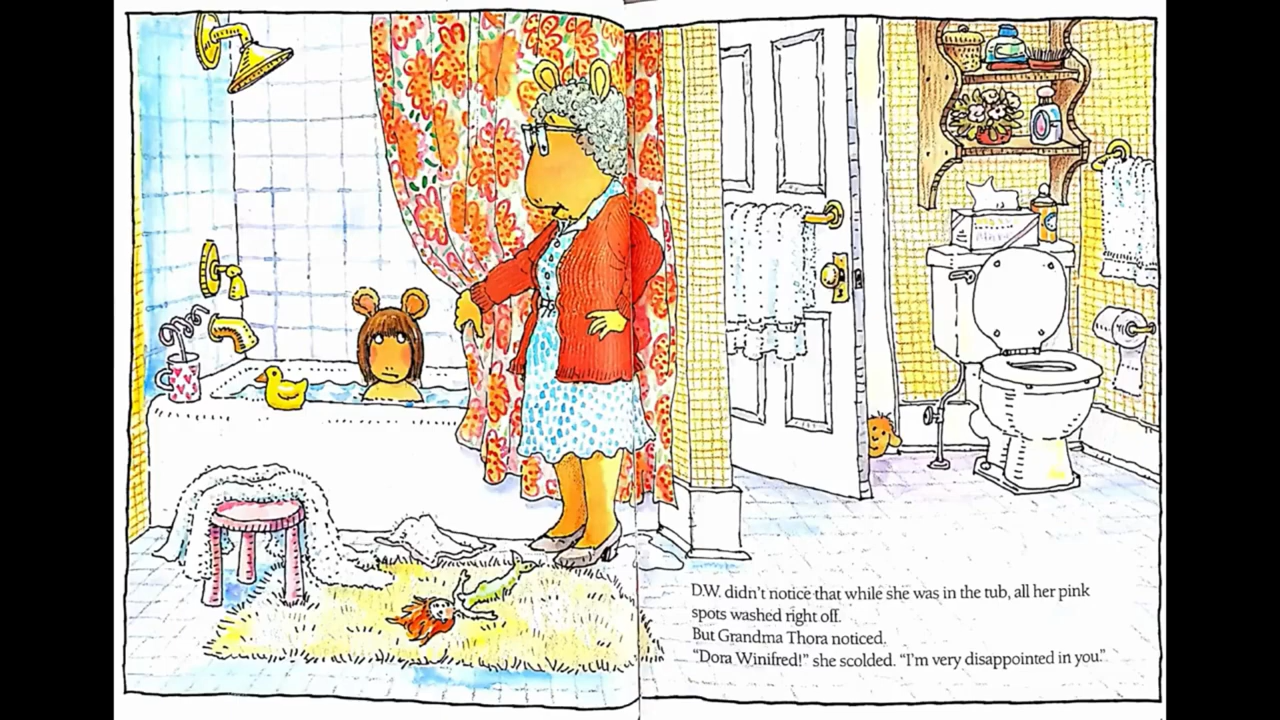 D.W. didn't notice that while she was in the tub, all her pink
spots washed right off.
But Grandma Thora noticed.
"Dora Winifred!" she scolded. "I'm very disappointed in you."